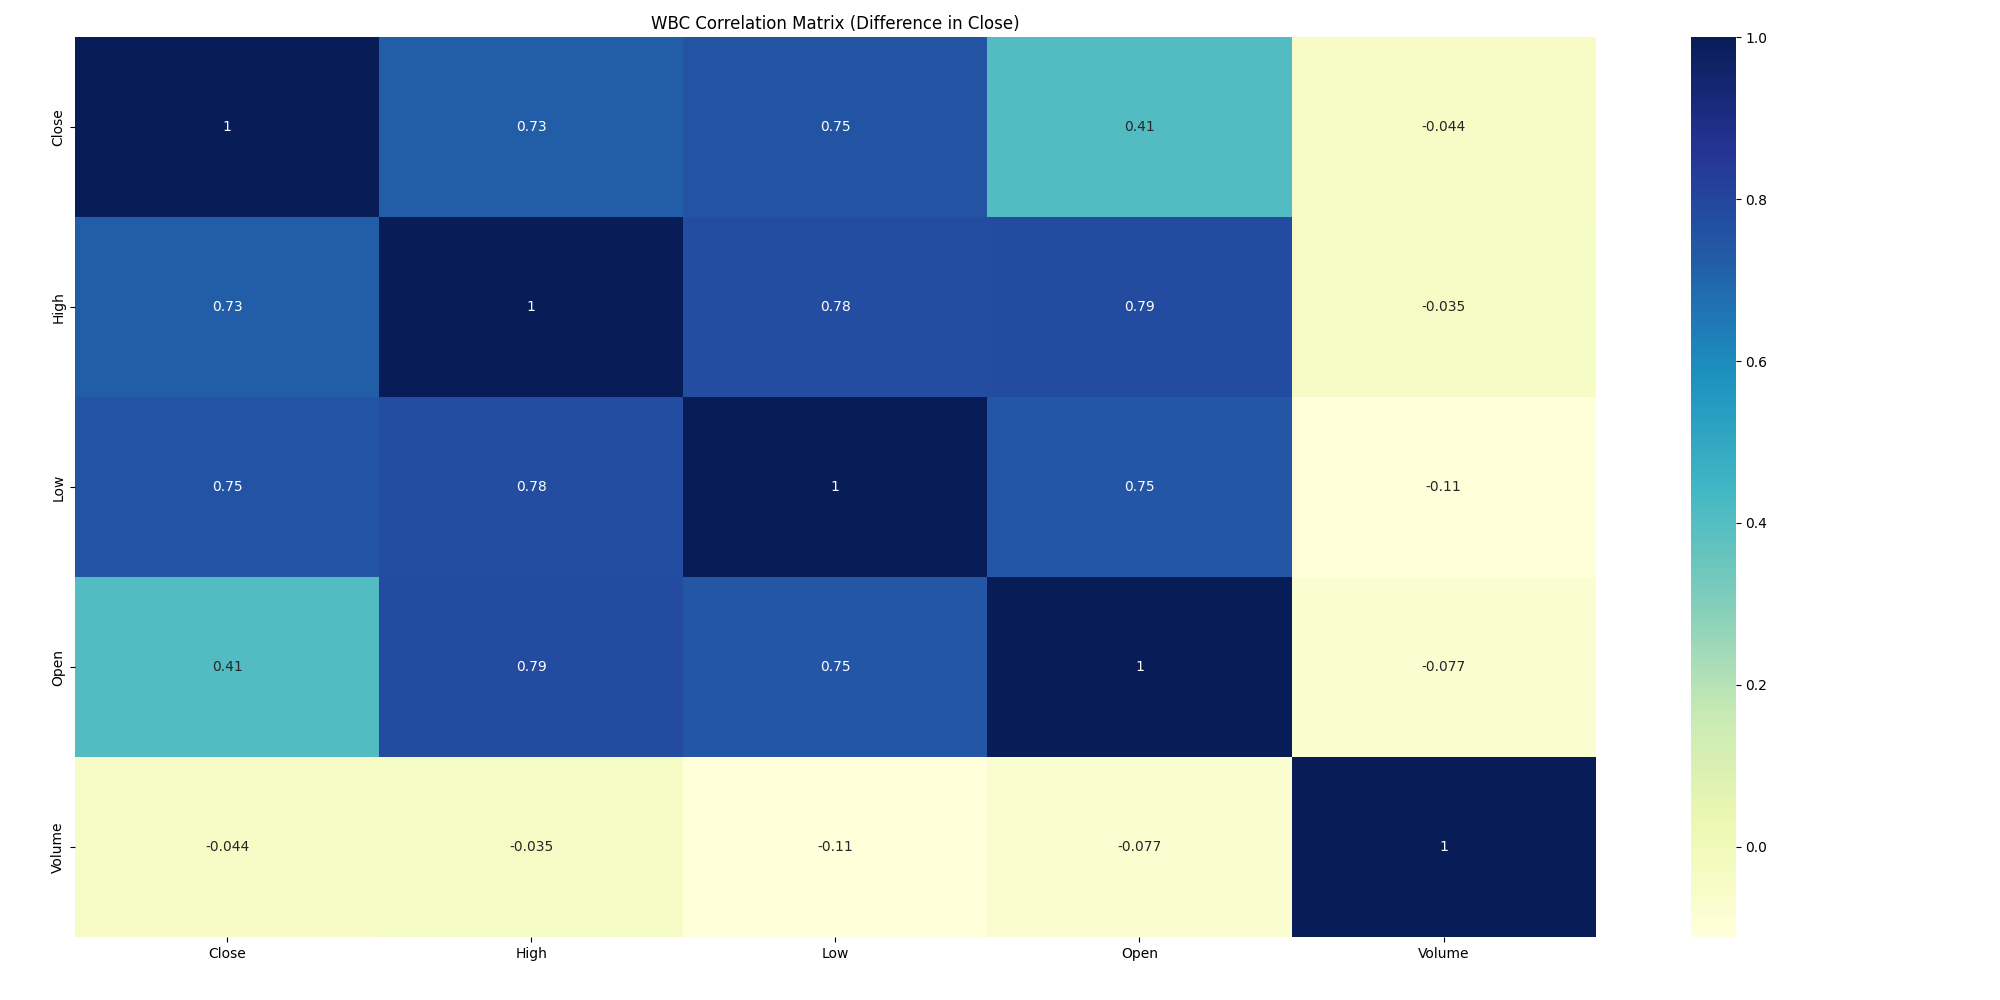 WBC Correlation Matrix (Difference in Close)
Close 1 0.73 0.75 0.41 -0.044
High 0.73 1 0.78 0.79 -0.035
Low 0.75 0.78 1 0.75 -0.11
Open 0.41 0.79 0.75 1 -0.077
Volume -0.044 -0.035 -0.11 -0.077 1
Close High Low Open Volume
1.0
0.8
0.6
0.4
0.2
0.0